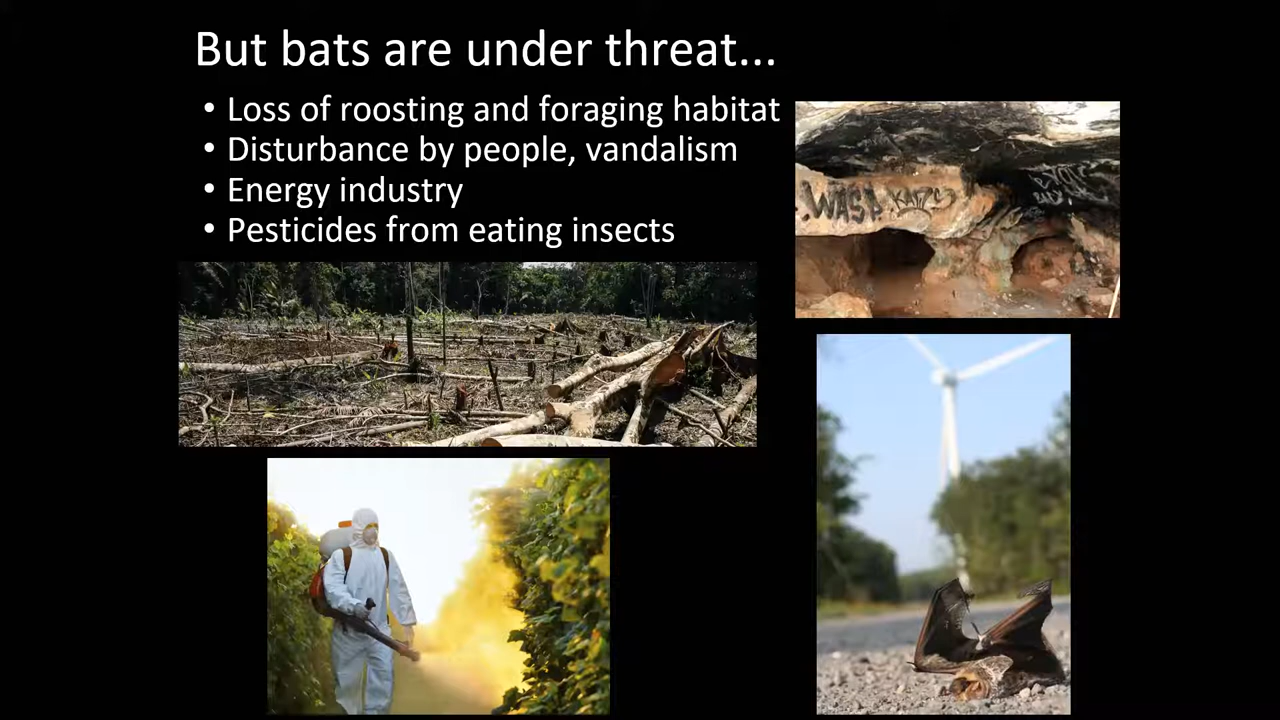 But bats are under threat...
• Loss of roosting and foraging habitat
• Disturbance by people, vandalism
• Energy industry
• Pesticides from eating insects
WASP